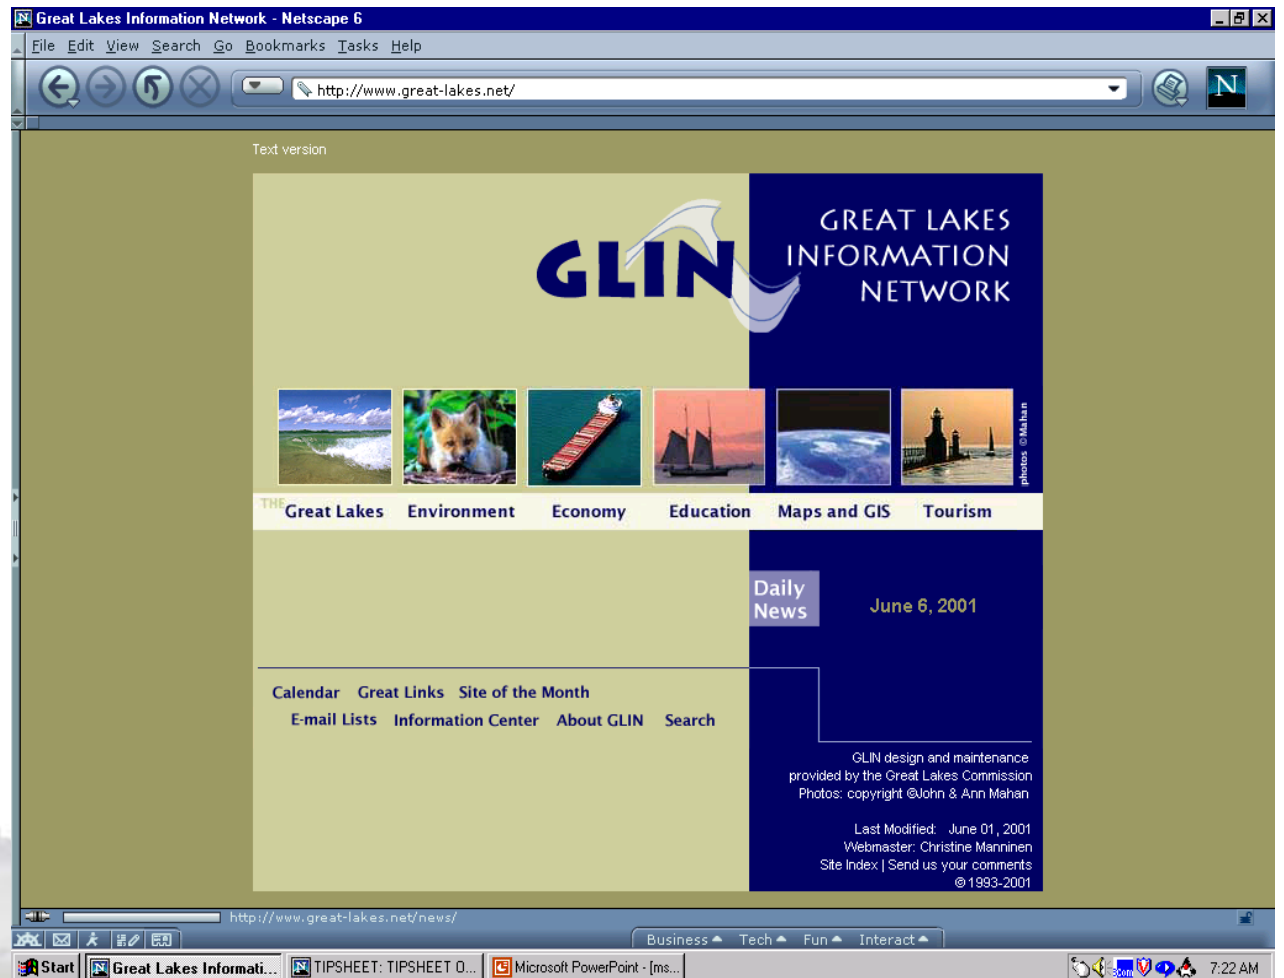 Great Lakes Information Network - Netscape 6
File Edit View Search Go Bookmarks Tasks Help
http://www.great-lakes.net/
N
Text version
GLIN
GREAT LAKES
INFORMATION
NETWORK
photos ©Mahan
THE Great Lakes Environment Economy Education Maps and GIS Tourism
Daily
News
June 6, 2001
Calendar Great Links Site of the Month
E-mail Lists Information Center About GLIN Search
GLIN design and maintenance
provided by the Great Lakes Commission
Photos: copyright ©John & Ann Mahan
Last Modified: June 01, 2001
Webmaster: Christine Manninen
Site Index | Send us your comments
© 1993-2001
http://www.great-lakes.net/news/
Business Tech Fun Interact
Start Great Lakes Informati... TIPSHEET: TIPSHEET O... Microsoft PowerPoint - [ms... 3Com 7:22 AM